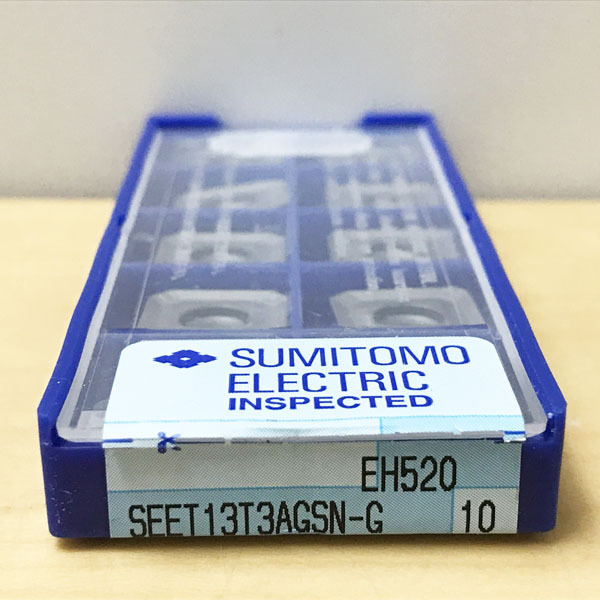 SUMITOMO
ELECTRIC
INSPECTED
EH520
SEET13T3AGSN-G 10